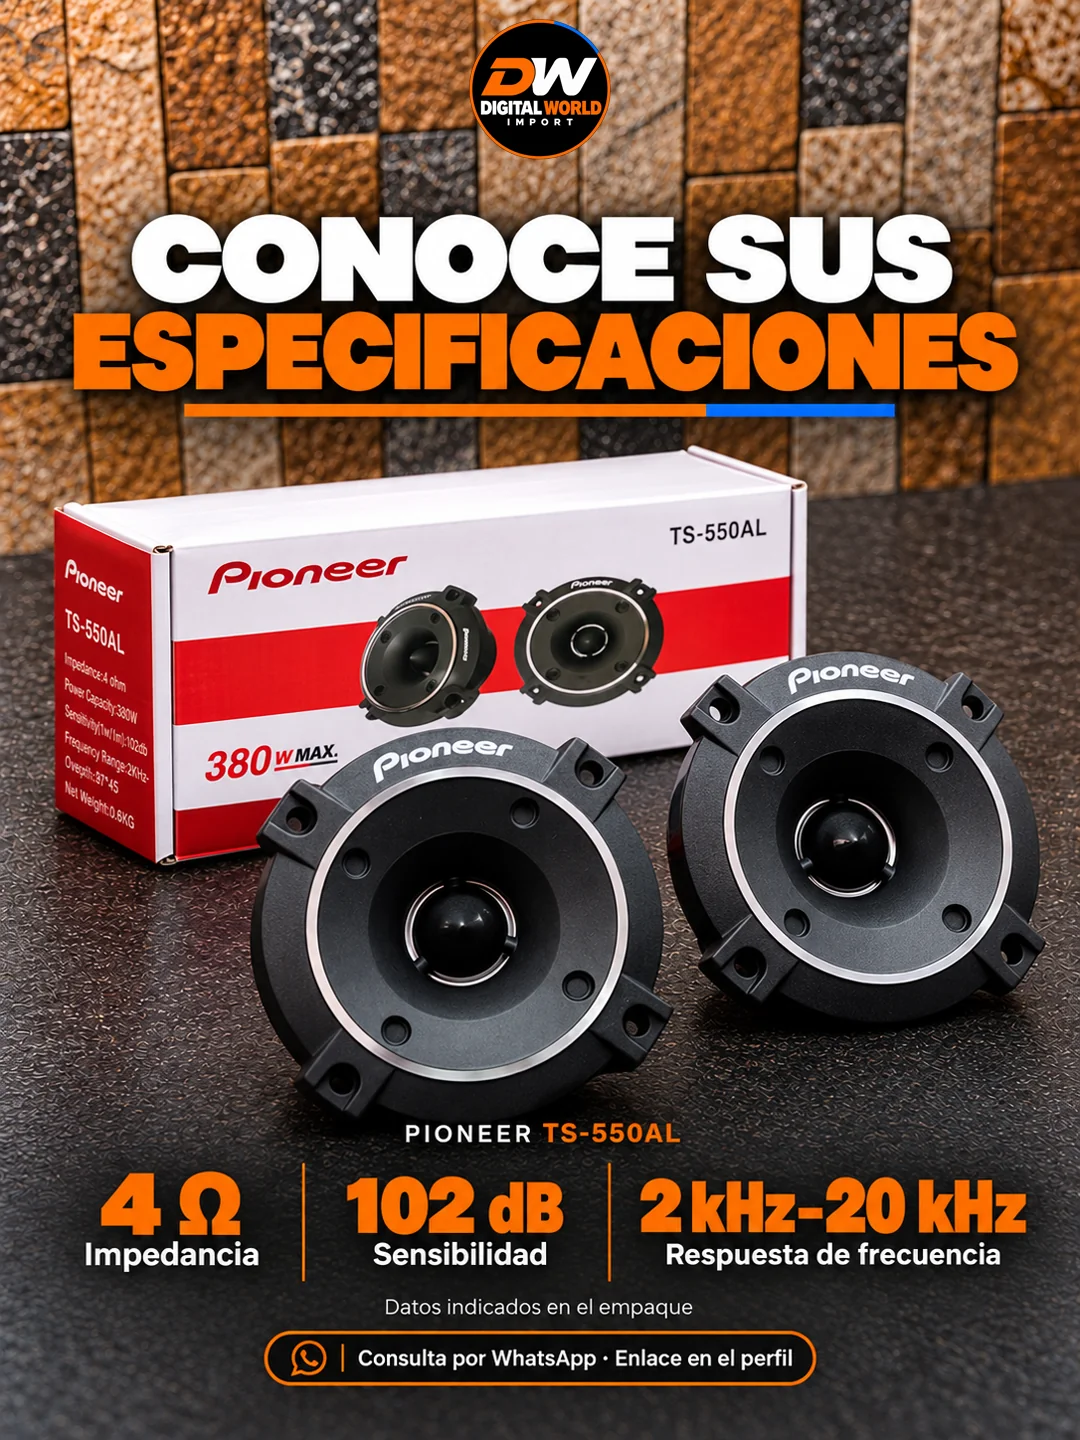 DW
DIGITAL WORLD
IMPORT
CONOCE SUS
ESPECIFICACIONES
Pioneer
TS-550AL
Impedance:4 ohm
Power Capacity:380W
Sensitivity(1w/1m):102db
Frequency Range:2KHz-
Net Weight:0.6KG
Pioneer
TS-550AL
Pioneer
380W MAX.
Pioneer
Pioneer
PIONEER TS-550AL
4 Ω
Impedancia
102 dB
Sensibilidad
2 kHz–20 kHz
Respuesta de frecuencia
Datos indicados en el empaque
Consulta por WhatsApp · Enlace en el perfil